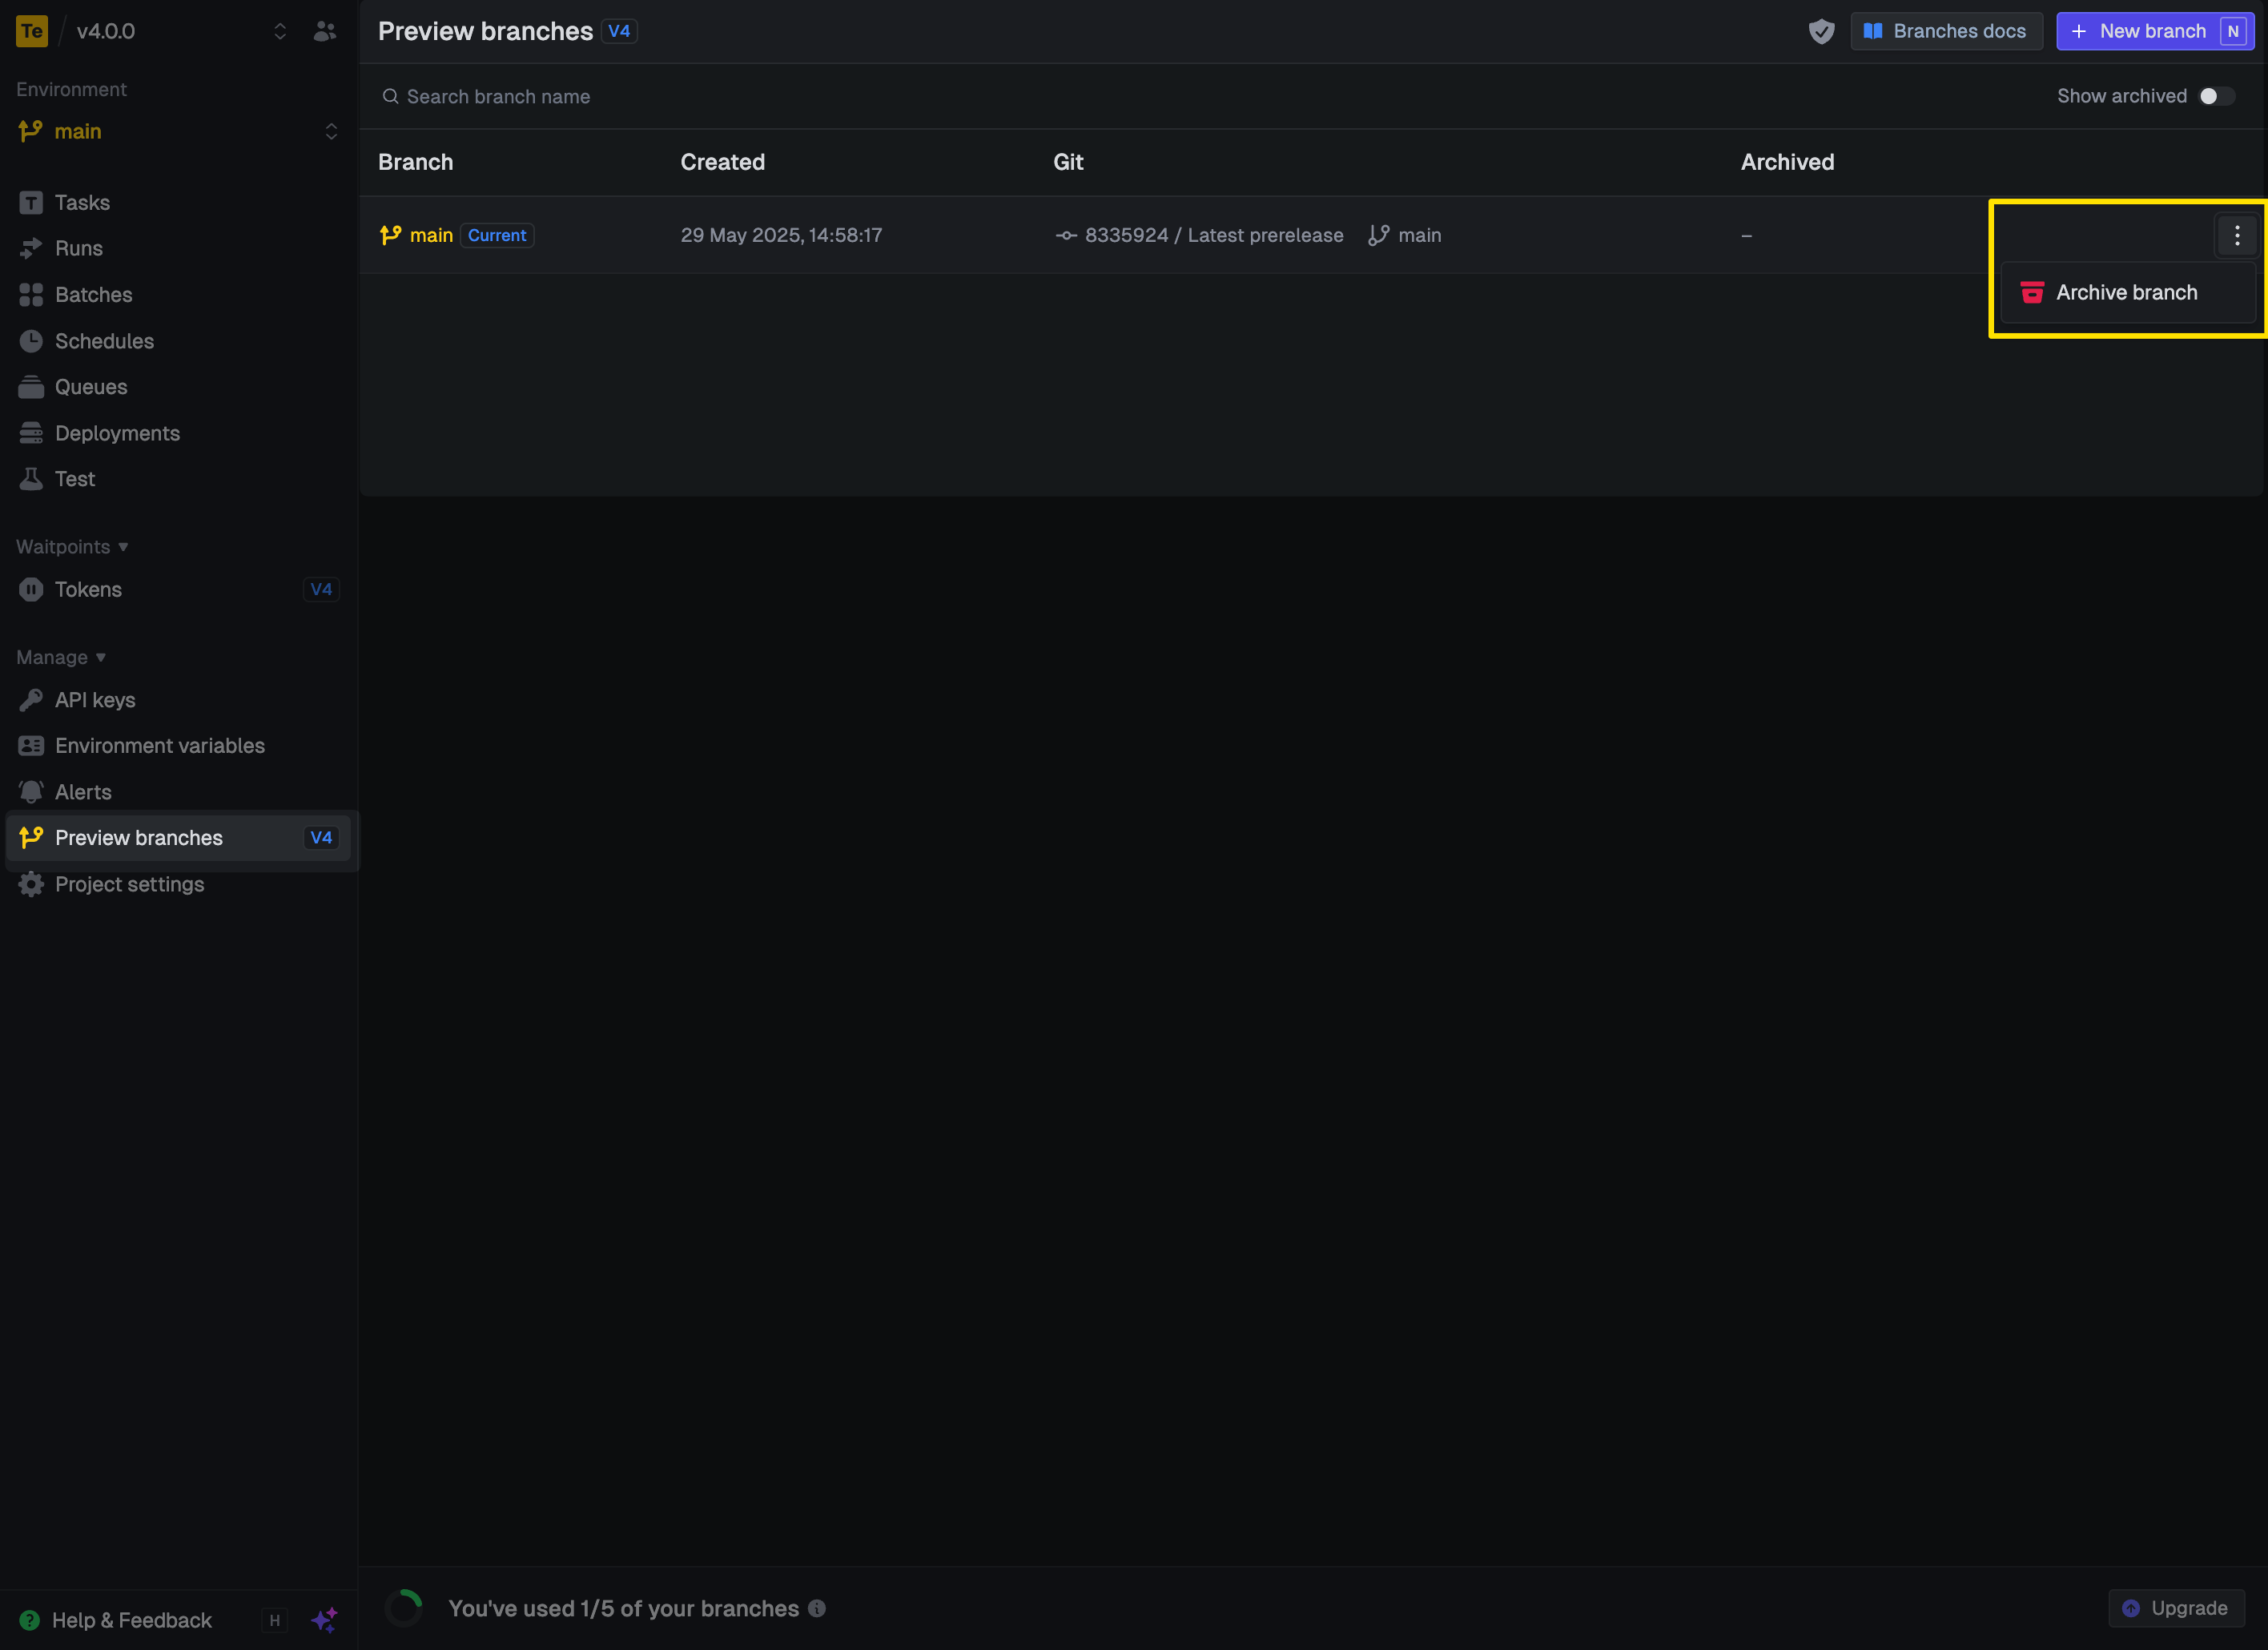 Te / v4.0.0
Environment
main
Tasks
Runs
Batches
Schedules
Queues
Deployments
Test
Waitpoints
Tokens V4
Manage
API keys
Environment variables
Alerts
Preview branches V4
Project settings
Help & Feedback H
Preview branches V4
Branches docs
New branch N
Search branch name
Show archived
Branch Created Git Archived
main Current 29 May 2025, 14:58:17 8335924 / Latest prerelease main –
Archive branch
You've used 1/5 of your branches
Upgrade